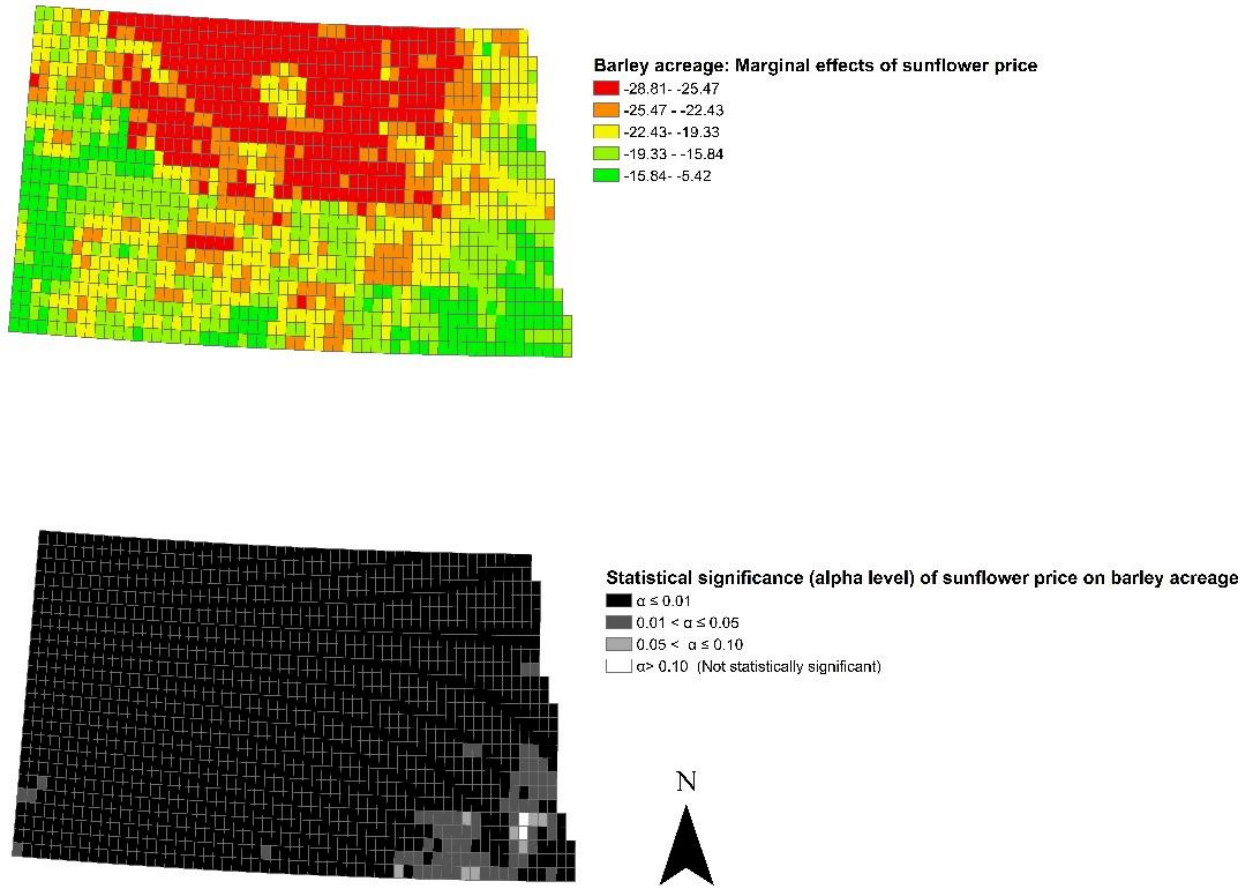 Barley acreage: Marginal effects of sunflower price
-28.81- -25.47
-25.47 - -22.43
-22.43- -19.33
-19.33 - -15.84
-15.84- -5.42
Statistical significance (alpha level) of sunflower price on barley acreage
α ≤ 0.01
0.01 < α ≤ 0.05
0.05 < α ≤ 0.10
α> 0.10 (Not statistically significant)
N